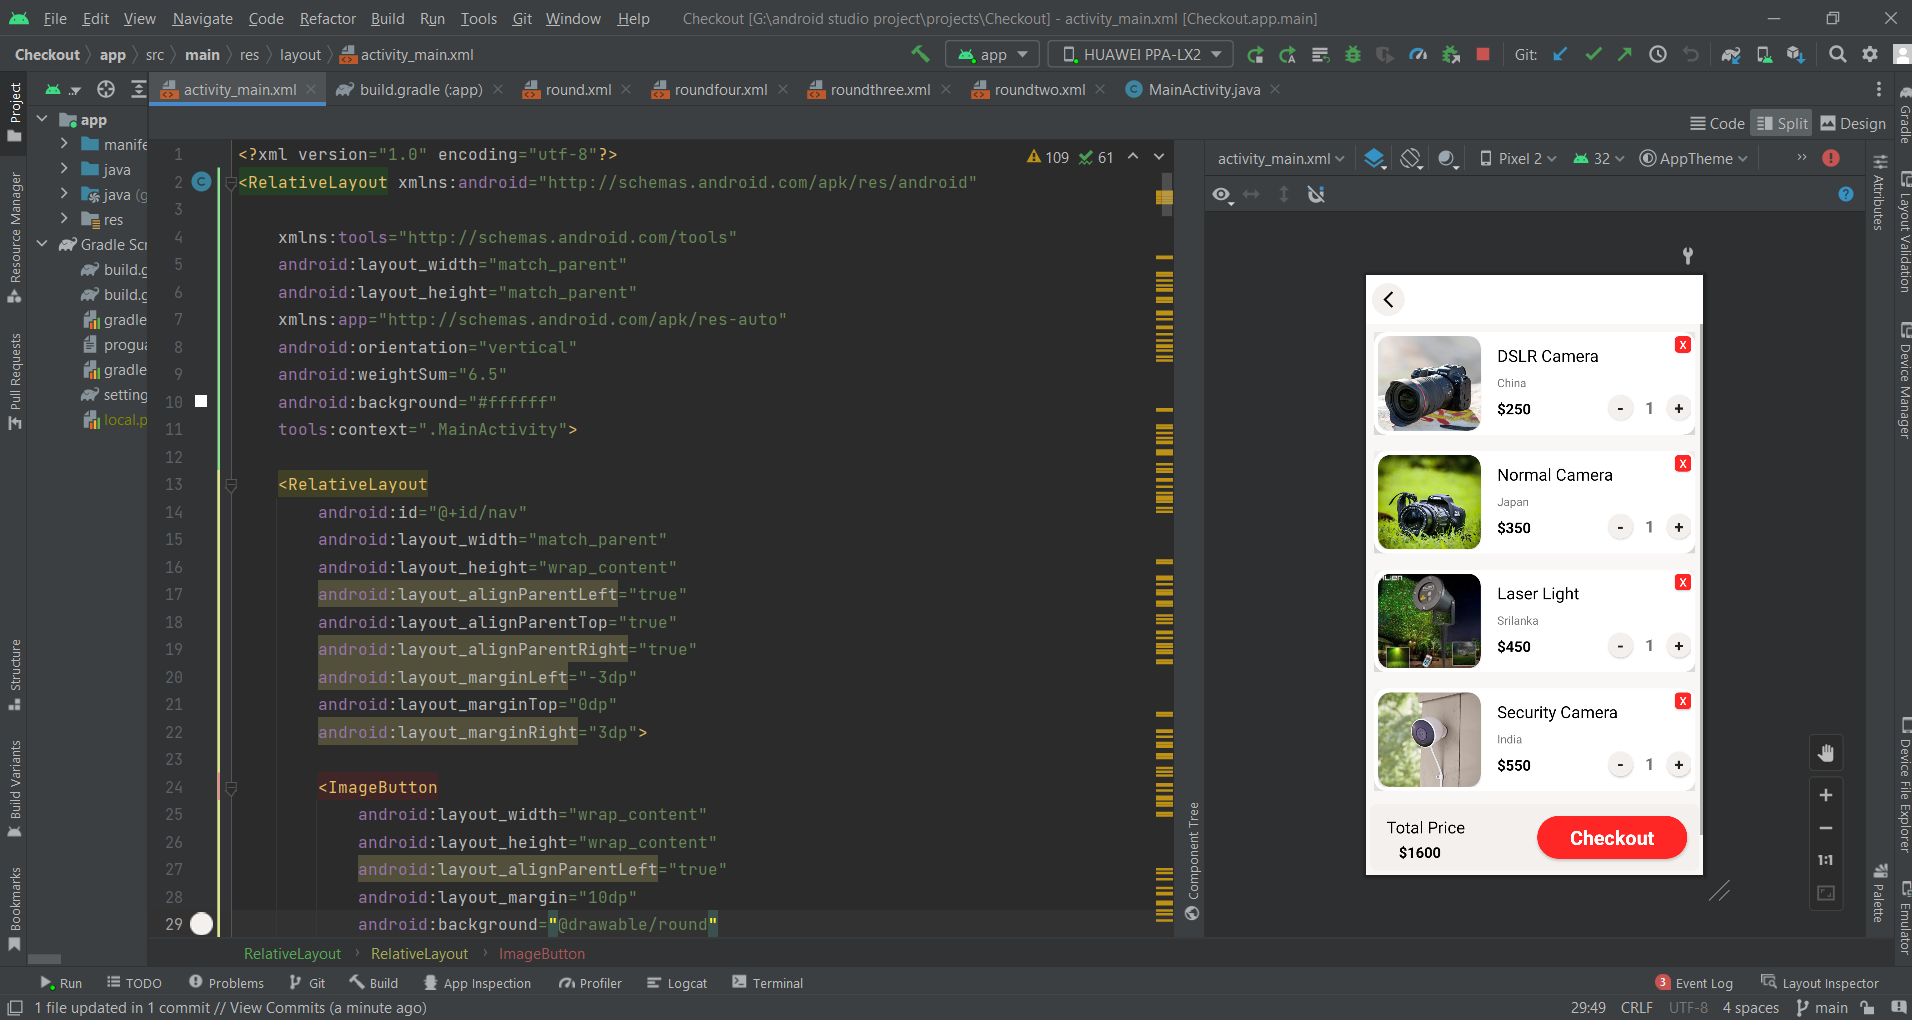 File Edit View Navigate Code Refactor Build Run Tools Git Window Help Checkout [G:\android studio project\projects\Checkout] - activity_main.xml [Checkout.app.main]
Checkout app src main res layout activity_main.xml
app HUAWEI PPA-LX2 Git:
activity_main.xml build.gradle (:app) round.xml roundfour.xml roundthree.xml roundtwo.xml MainActivity.java
Code Split Design
Project
Resource Manager
Pull Requests
Structure
Build Variants
Bookmarks
app
manife
java
java (g
res
Gradle Scr
build.g
build.g
gradle
progua
gradle
setting
local.p
109 61
1 <?xml version="1.0" encoding="utf-8"?>
2 <RelativeLayout xmlns:android="http://schemas.android.com/apk/res/android"
3
4 xmlns:tools="http://schemas.android.com/tools"
5 android:layout_width="match_parent"
6 android:layout_height="match_parent"
7 xmlns:app="http://schemas.android.com/apk/res-auto"
8 android:orientation="vertical"
9 android:weightSum="6.5"
10 android:background="#ffffff"
11 tools:context=".MainActivity">
12
13 <RelativeLayout
14 android:id="@+id/nav"
15 android:layout_width="match_parent"
16 android:layout_height="wrap_content"
17 android:layout_alignParentLeft="true"
18 android:layout_alignParentTop="true"
19 android:layout_alignParentRight="true"
20 android:layout_marginLeft="-3dp"
21 android:layout_marginTop="0dp"
22 android:layout_marginRight="3dp">
23
24 <ImageButton
25 android:layout_width="wrap_content"
26 android:layout_height="wrap_content"
27 android:layout_alignParentLeft="true"
28 android:layout_margin="10dp"
29 android:background="@drawable/round"
RelativeLayout RelativeLayout ImageButton
activity_main.xml Pixel 2 32 AppTheme
DSLR Camera X
China
$250 - 1 +
Normal Camera X
Japan
$350 - 1 +
Laser Light X
Srilanka
$450 - 1 +
Security Camera X
India
$550 - 1 +
Total Price
$1600
Checkout
1:1
Component Tree
Attributes
Palette
Gradle
Layout Validation
Device Manager
Device File Explorer
Emulator
Run TODO Problems Git Build App Inspection Profiler Logcat Terminal 3 Event Log Layout Inspector
1 file updated in 1 commit // View Commits (a minute ago) 29:49 CRLF UTF-8 4 spaces main